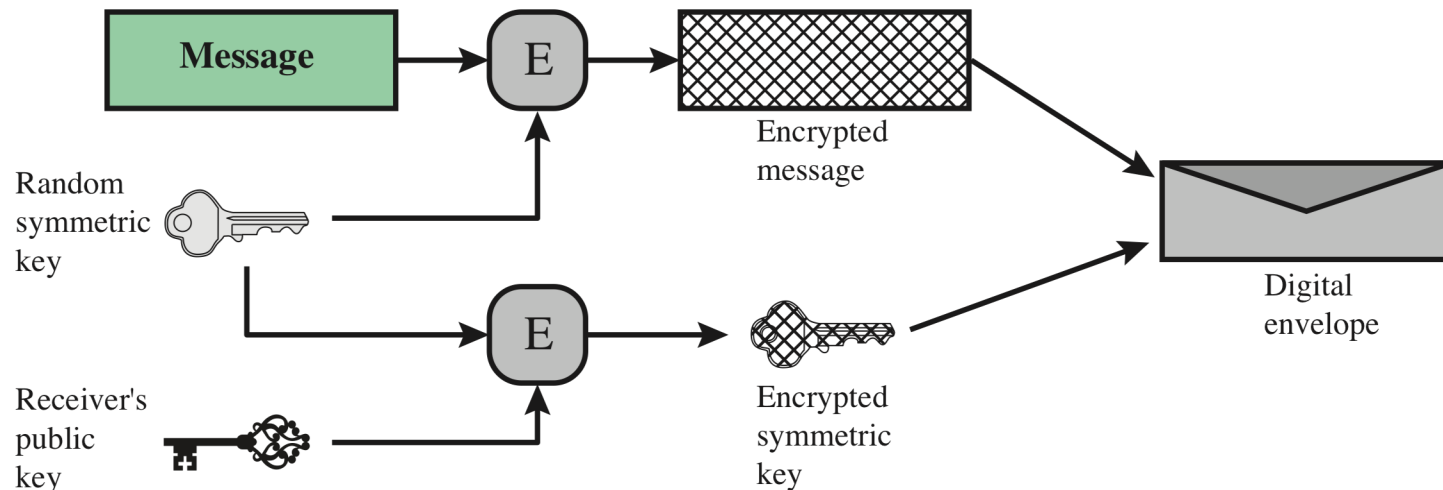 Message
E
Encrypted
message
Random
symmetric
key
Digital
envelope
E
Receiver's
public
key
Encrypted
symmetric
key